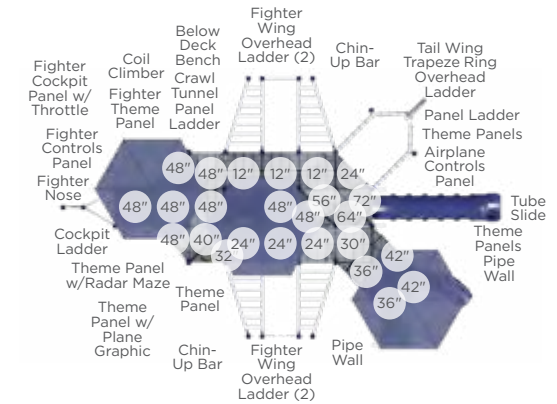 Fighter
Cockpit
Panel w/
Throttle
Fighter
Controls
Panel
Fighter
Nose
Cockpit
Ladder
Coil
Climber
Fighter
Theme
Panel
Below
Deck
Bench
Crawl
Tunnel
Panel
Ladder
Fighter
Wing
Overhead
Ladder (2)
Chin-
Up Bar
Tail Wing
Trapeze Ring
Overhead
Ladder
Panel Ladder
Theme Panels
Airplane
Controls
Panel
Tube
Slide
Theme
Panels
Pipe
Wall
48" 48" 12" 12" 12" 24"
48" 48" 48" 48" 56" 72"
48" 64"
48" 40" 24" 24" 24" 30" 42"
32
36" 42"
36"
Theme Panel
w/Radar Maze
Theme
Panel w/
Plane
Graphic
Theme
Panel
Chin-
Up Bar
Fighter
Wing
Overhead
Ladder (2)
Pipe
Wall